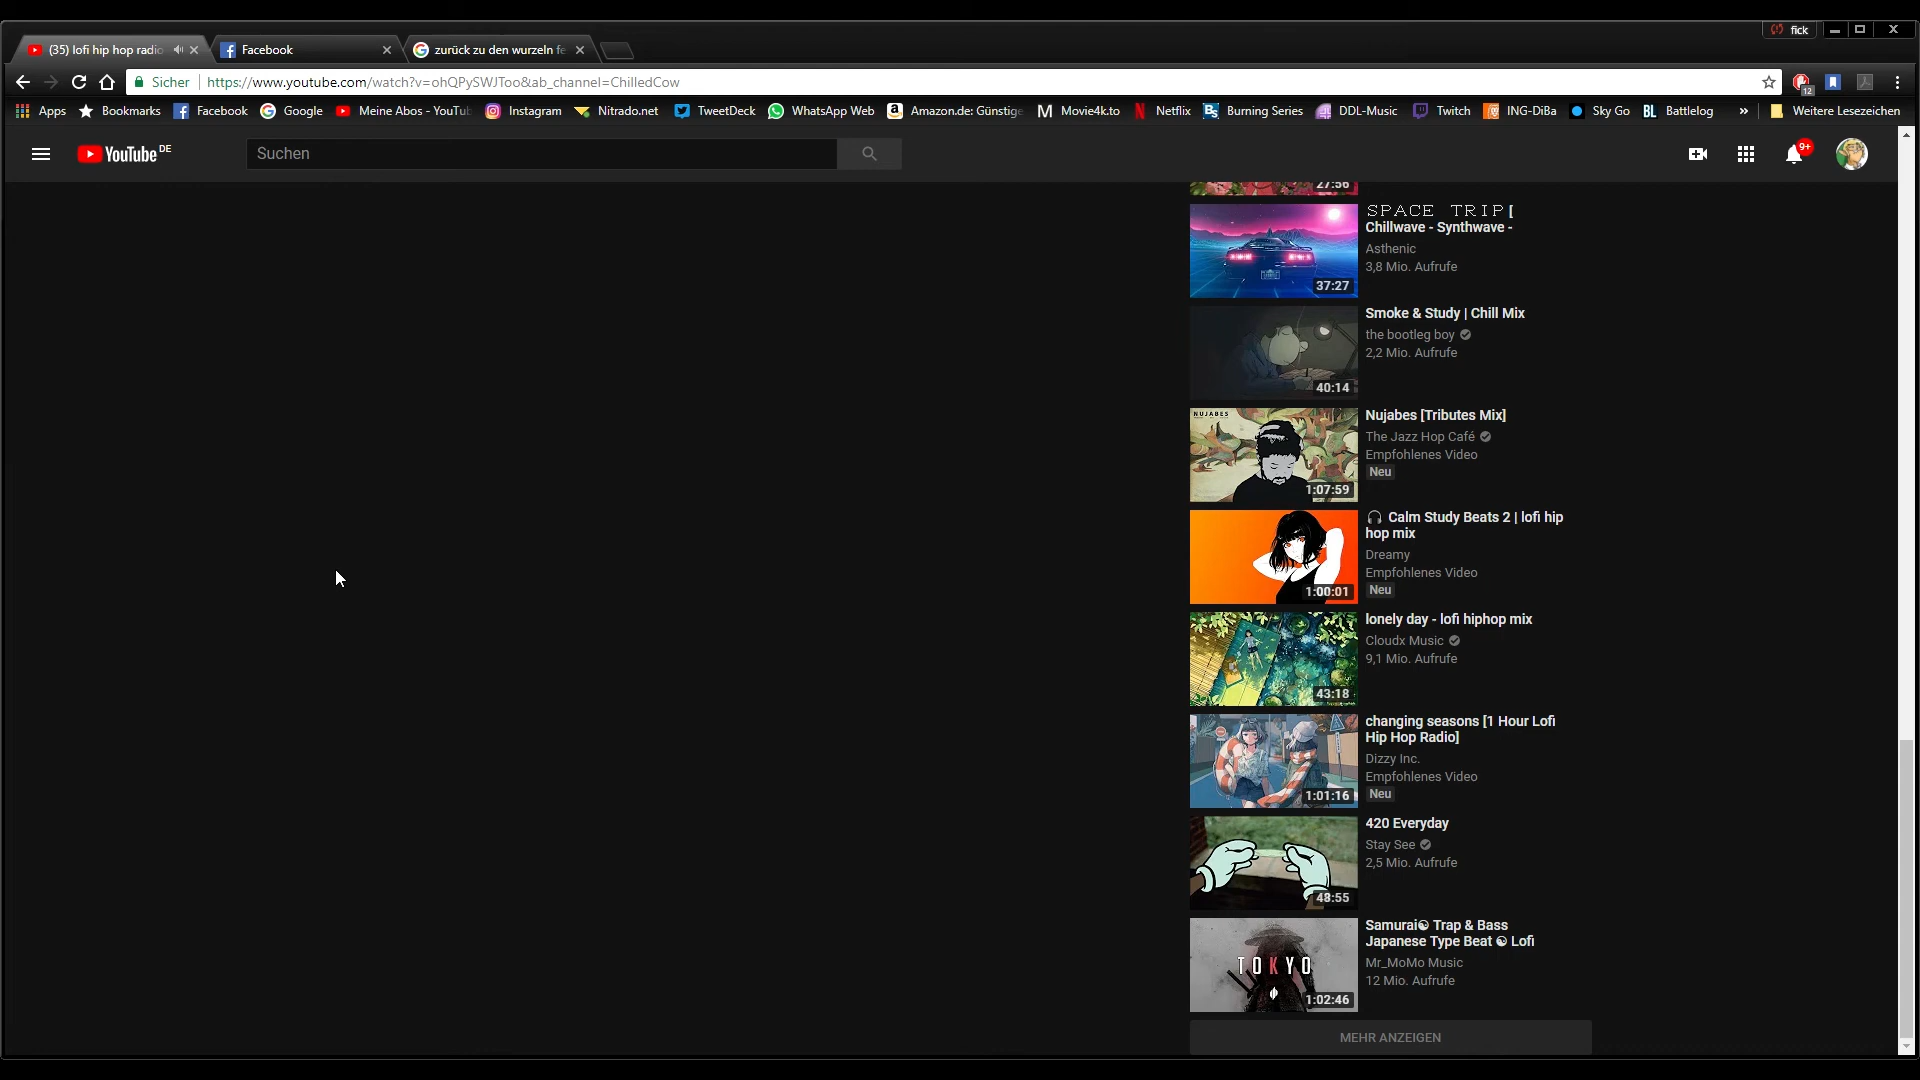 (35) lofi hip hop radio
Facebook
zurück zu den wurzeln fe
fick
Sicher
https://www.youtube.com/watch?v=ohQPySWJToo&ab_channel=ChilledCow
12
Apps
Bookmarks
Facebook
Google
Meine Abos - YouTu
Instagram
Nitrado.net
TweetDeck
WhatsApp Web
Amazon.de: Günstige
Movie4k.to
Netflix
Burning Series
DDL-Music
Twitch
ING-DiBa
Sky Go
BL
Battlelog
»
Weitere Lesezeichen
YouTube DE
Suchen
9+
27:56
SPACE TRIP [
Chillwave - Synthwave -
Asthenic
3,8 Mio. Aufrufe
37:27
Smoke & Study | Chill Mix
the bootleg boy
2,2 Mio. Aufrufe
40:14
NUJABES
Nujabes [Tributes Mix]
The Jazz Hop Café
Empfohlenes Video
Neu
1:07:59
🎧 Calm Study Beats 2 | lofi hip
hop mix
Dreamy
Empfohlenes Video
Neu
1:00:01
lonely day - lofi hiphop mix
Cloudx Music
9,1 Mio. Aufrufe
43:18
changing seasons [1 Hour Lofi
Hip Hop Radio]
Dizzy Inc.
Empfohlenes Video
Neu
1:01:16
420 Everyday
Stay See
2,5 Mio. Aufrufe
48:55
Samurai☯ Trap & Bass
Japanese Type Beat ☯ Lofi
Mr_MoMo Music
12 Mio. Aufrufe
TOKYO
1:02:46
MEHR ANZEIGEN